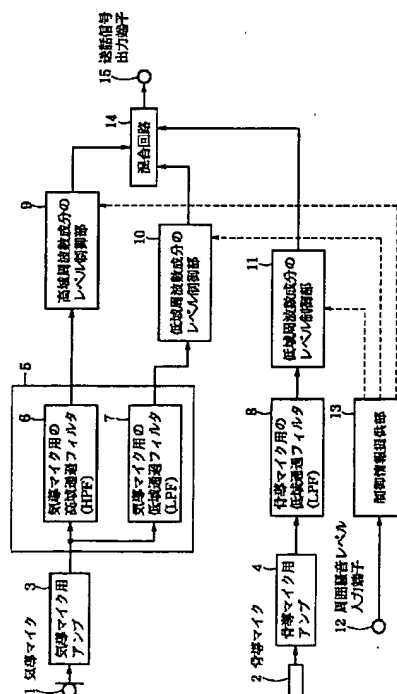 1 気導マイク
3
気導マイク用
アンプ
2 骨導マイク
4
骨導マイク用
アンプ
5
6
気導マイク用の
高域通過フィルタ
(HPF)
7
気導マイク用の
低域通過フィルタ
(LPF)
8
骨導マイク用の
低域通過フィルタ
(LPF)
9
高域周波数成分の
レベル制御部
10
低域周波数成分の
レベル制御部
11
低域周波数成分の
レベル制御部
12 周囲騒音レベル
入力端子
13
制御情報提供部
14
混合回路
15 送話信号
出力端子